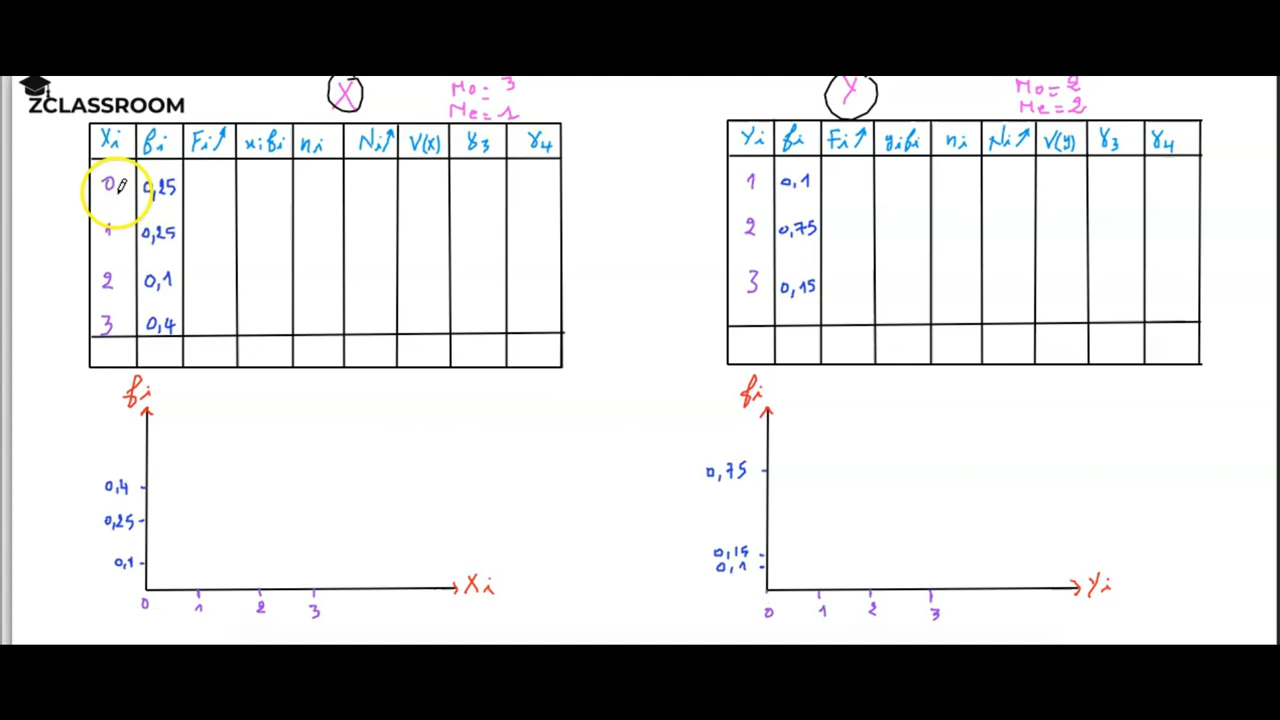 ZCLASSROOM
X
Mo = 3
Me = 1
Xi fi Fi↑ xifi ni Ni↑ V(X) γ3 γ4
0 0,25
1 0,25
2 0,1
3 0,4
fi
0,4
0,25
0,1
0 1 2 3
Xi
Y
Mo = 2
Me = 2
Yi fi Fi↑ yifi ni Ni↑ V(y) γ3 γ4
1 0,1
2 0,75
3 0,15
fi
0,75
0,15
0,1
0 1 2 3
Yi